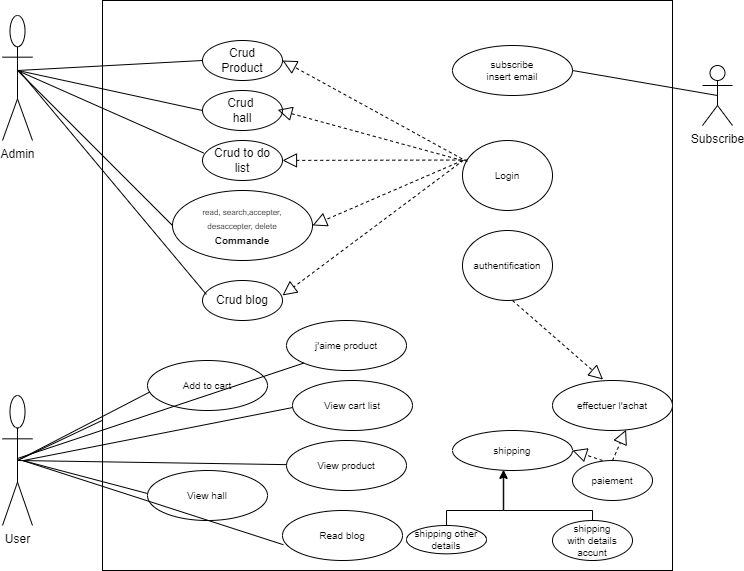 Admin
Crud
Product
Crud
hall
Crud to do
list
read, search,accepter,
desaccepter, delete
Commande
Crud blog
subscribe
insert email
Subscribe
Login
authentification
j'aime product
Add to cart
View cart list
effectuer l'achat
View product
shipping
paiement
View hall
User
Read blog
shipping other
details
shipping
with details
accunt